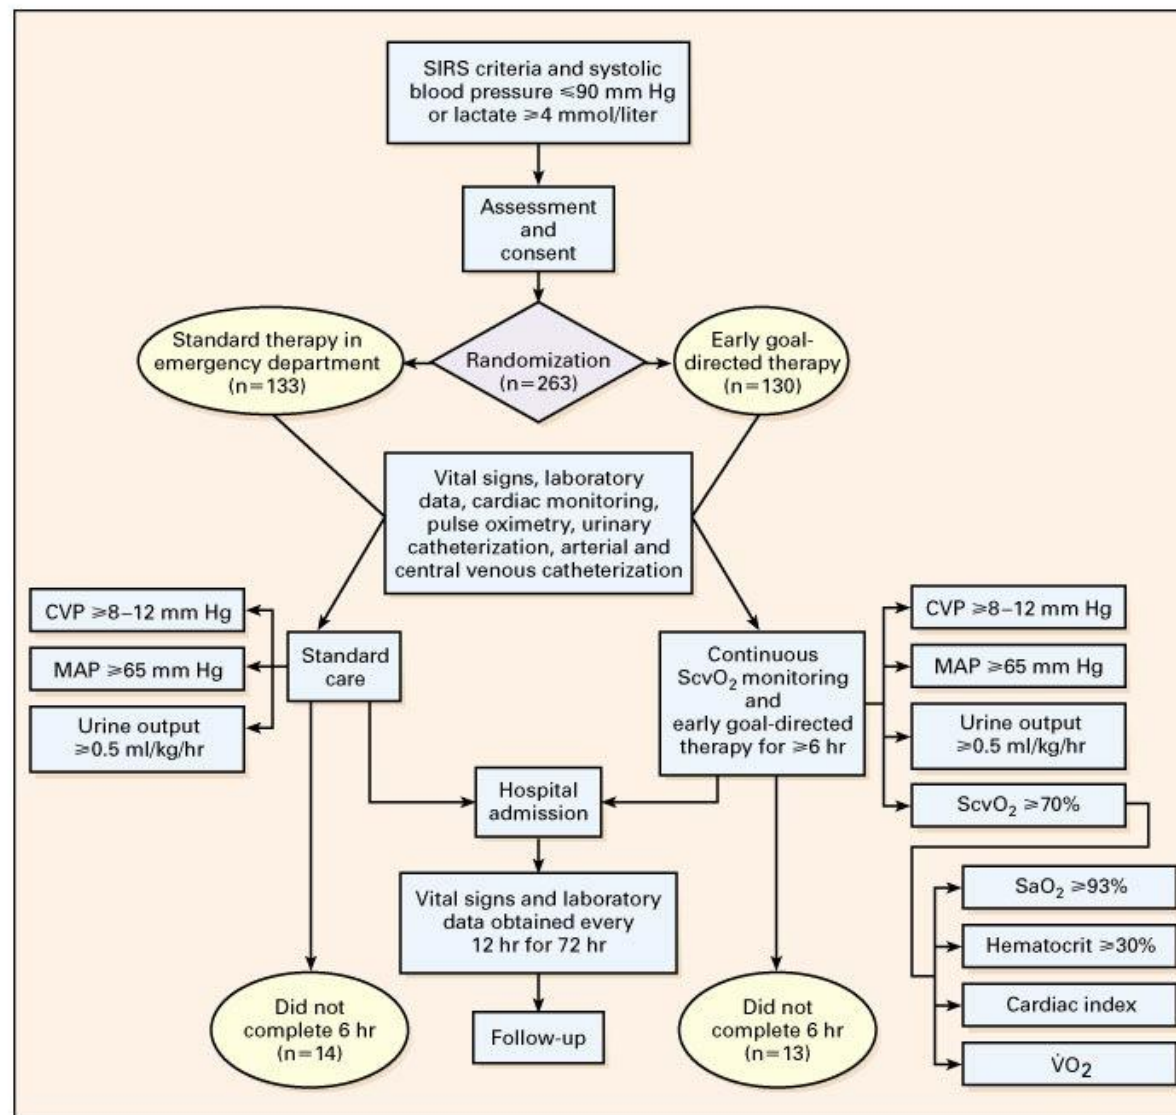 SIRS criteria and systolic
blood pressure ⩽90 mm Hg
or lactate ⩾4 mmol/liter
Assessment
and
consent
Standard therapy in
emergency department
(n=133)
Randomization
(n=263)
Early goal-
directed therapy
(n=130)
Vital signs, laboratory
data, cardiac monitoring,
pulse oximetry, urinary
catheterization, arterial and
central venous catheterization
CVP ⩾8–12 mm Hg
MAP ⩾65 mm Hg
Urine output
⩾0.5 ml/kg/hr
Standard
care
Continuous
ScvO₂ monitoring
and
early goal-directed
therapy for ⩾6 hr
CVP ⩾8–12 mm Hg
MAP ⩾65 mm Hg
Urine output
⩾0.5 ml/kg/hr
ScvO₂ ⩾70%
Hospital
admission
Vital signs and laboratory
data obtained every
12 hr for 72 hr
SaO₂ ⩾93%
Hematocrit ⩾30%
Cardiac index
V̇O₂
Did not
complete 6 hr
(n=14)
Follow-up
Did not
complete 6 hr
(n=13)